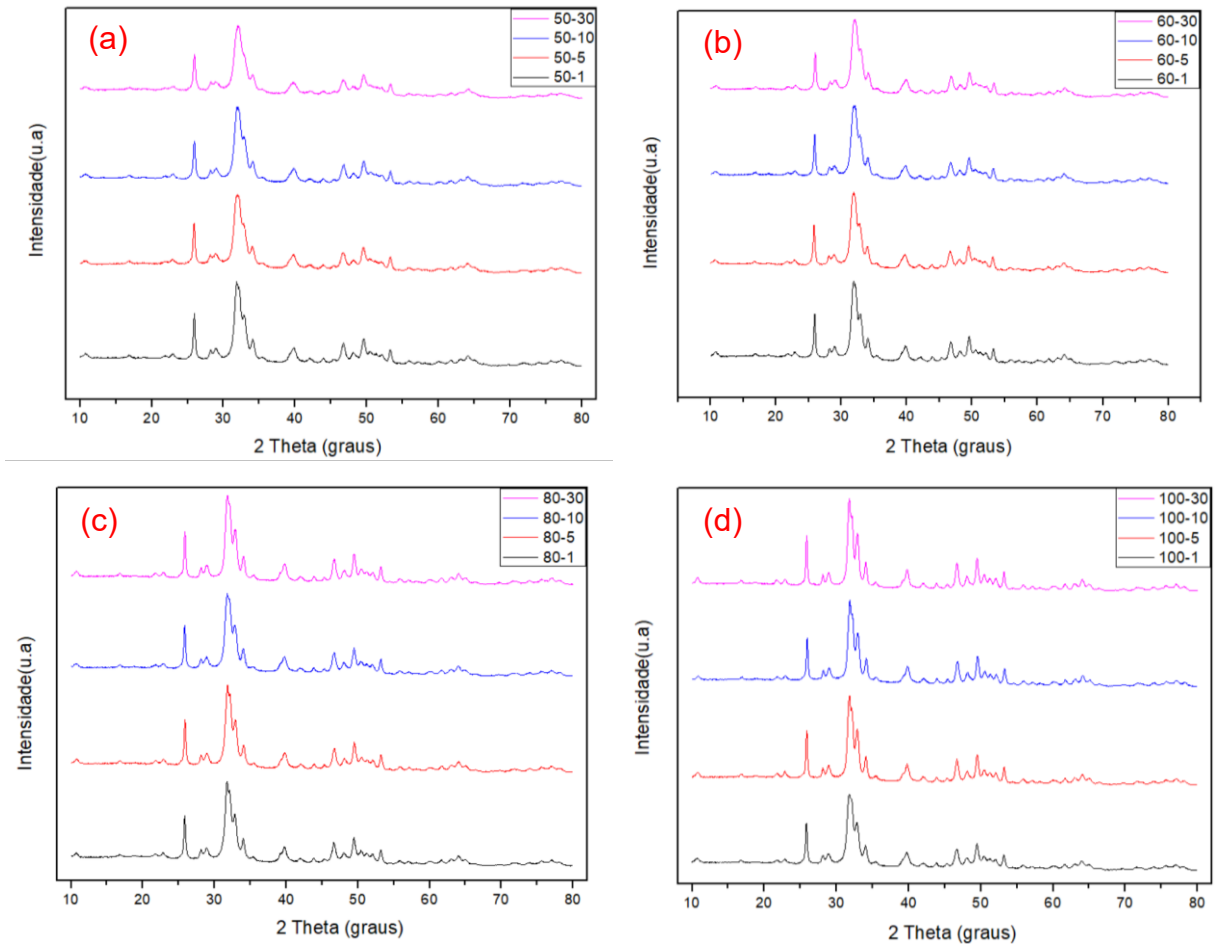 (a)
50-30
50-10
50-5
50-1
Intensidade(u.a)
10 20 30 40 50 60 70 80
2 Theta (graus)
(b)
60-30
60-10
60-5
60-1
Intensidade(u.a)
10 20 30 40 50 60 70 80
2 Theta (graus)
(c)
80-30
80-10
80-5
80-1
Intensidade(u.a)
10 20 30 40 50 60 70 80
2 Theta (graus)
(d)
100-30
100-10
100-5
100-1
Intensidade(u.a)
10 20 30 40 50 60 70 80
2 Theta (graus)